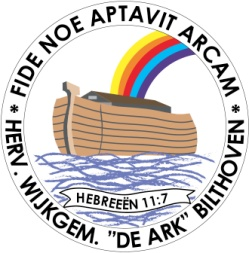 * FIDE NOE APTAVIT ARCAM *
HERV. WIJKGEM. "DE ARK" BILTHOVEN
HEBREEËN 11:7